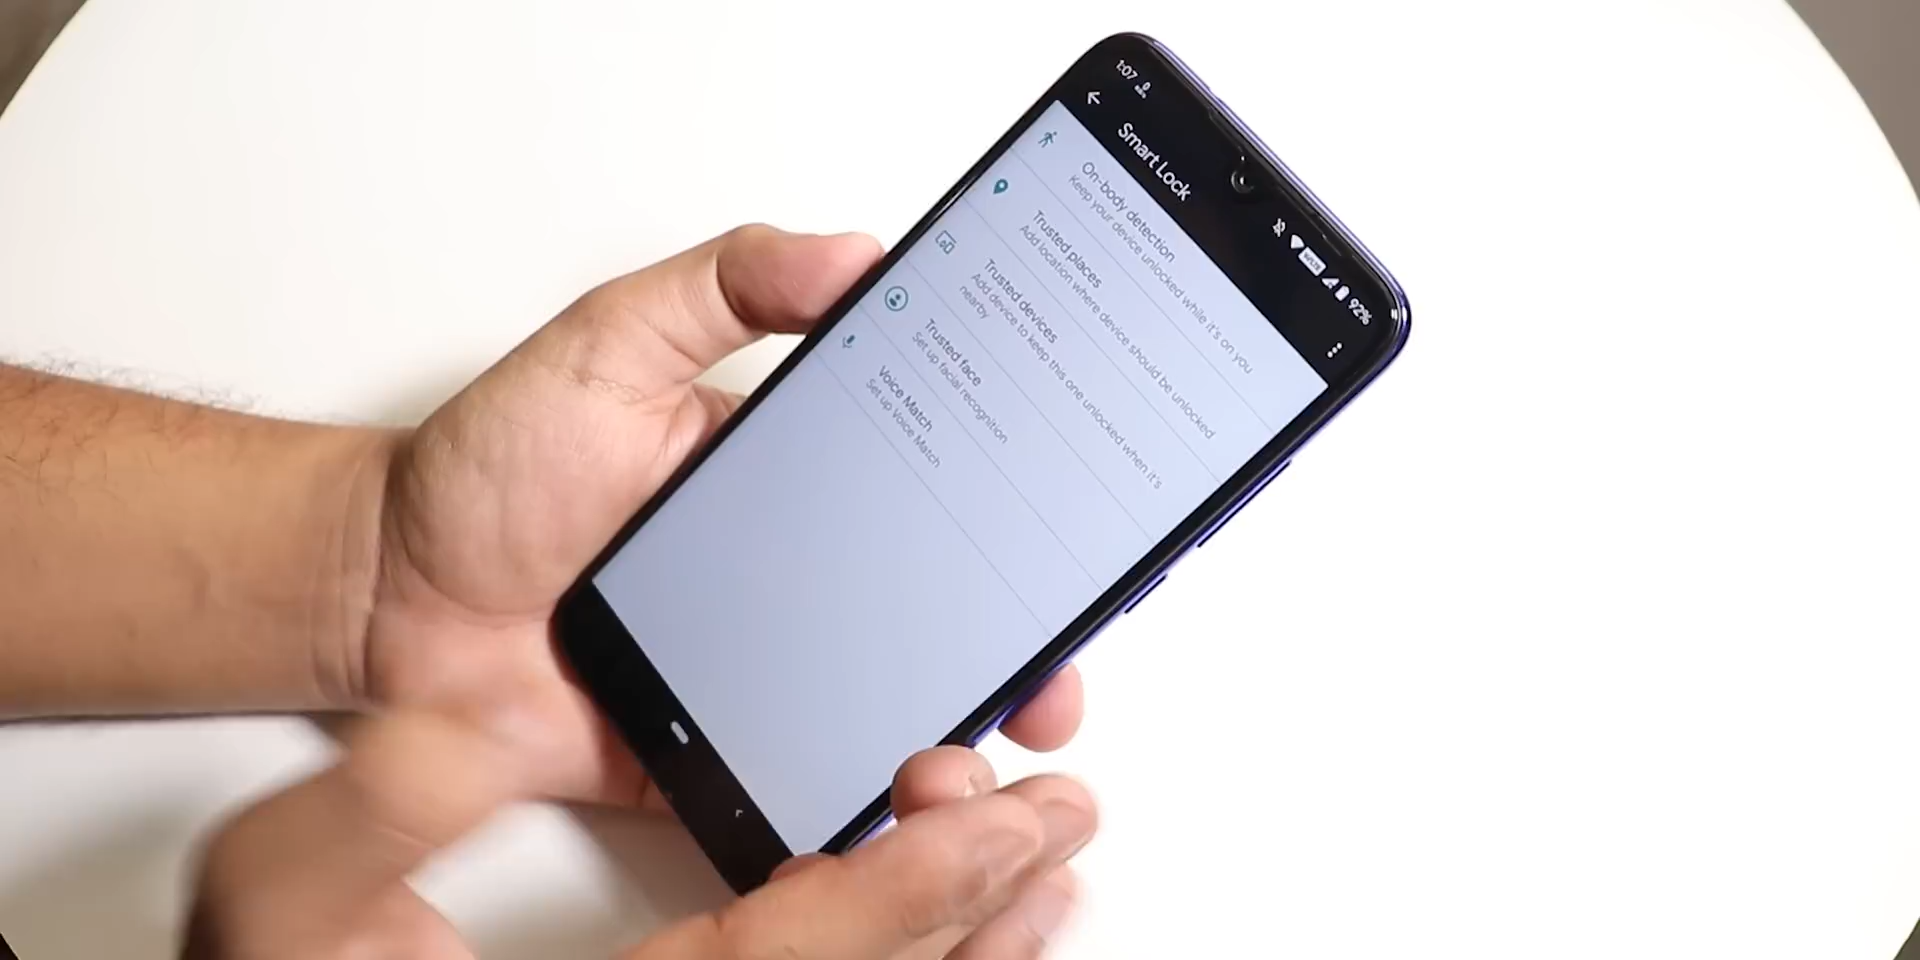 1:07
92%
Smart Lock
On-body detection
Keep your device unlocked while it's on you
Trusted places
Add location where device should be unlocked
Trusted devices
Add device to keep this one unlocked when it's
nearby
Trusted face
Set up facial recognition
Voice Match
Set up Voice Match